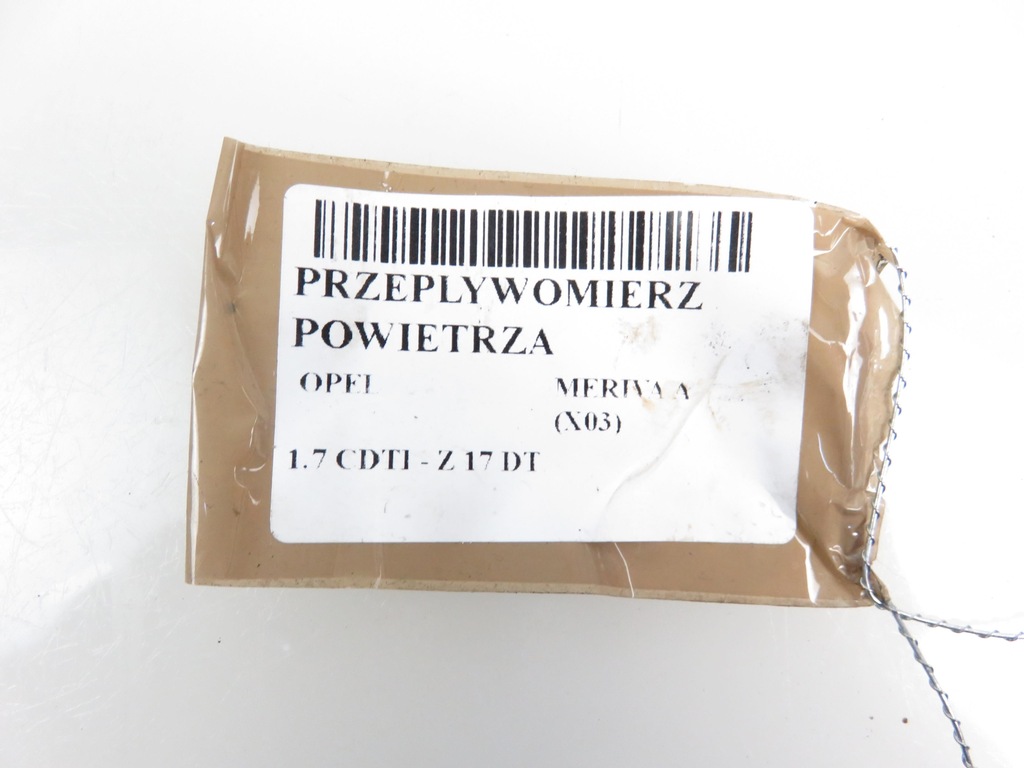 PRZEPLYWOMIERZ
POWIETRZA
OPEL MERIVA A
(X03)
1.7 CDTI - Z 17 DT